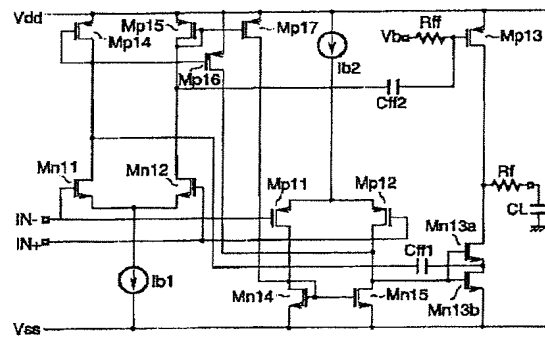 Vdd
Mp14
Mp15
Mp17
Mp16
Ib2
Vb
Rff
Mp13
Cff2
Mn11
Mn12
Mp11
Mp12
Rf
CL
IN-
IN+
Mn13a
Cff1
Ib1
Mn14
Mn15
Mn13b
Vss